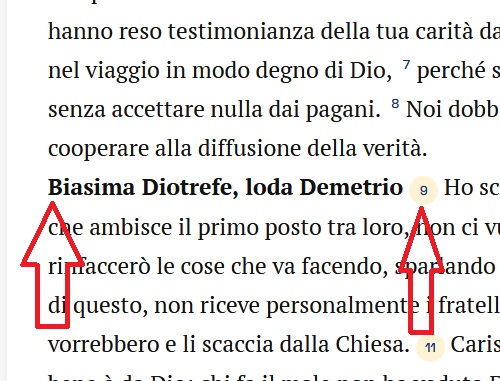 hanno reso testimonianza della tua carità da
nel viaggio in modo degno di Dio, 7 perché s
senza accettare nulla dai pagani. 8 Noi dobb
cooperare alla diffusione della verità.
Biasima Diotrefe, loda Demetrio 9 Ho sc
che ambisce il primo posto tra loro, non ci vu
rinfaccerò le cose che va facendo, sparlando
di questo, non riceve personalmente i fratell
vorrebbero e li scaccia dalla Chiesa. 11 Caris